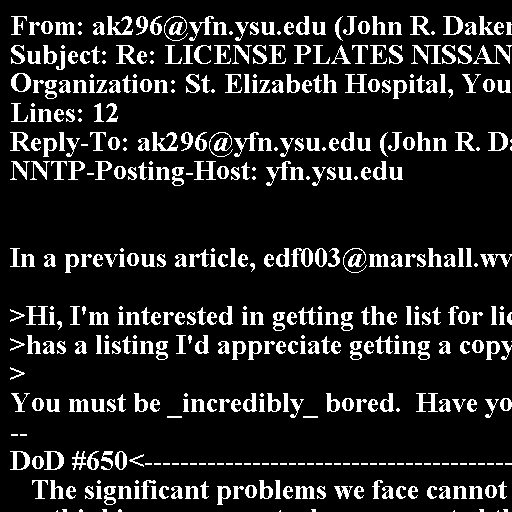 From: ak296@yfn.ysu.edu (John R. Daker
Subject: Re: LICENSE PLATES NISSAN
Organization: St. Elizabeth Hospital, You
Lines: 12
Reply-To: ak296@yfn.ysu.edu (John R. Da
NNTP-Posting-Host: yfn.ysu.edu
In a previous article, edf003@marshall.wv
>Hi, I'm interested in getting the list for lic
>has a listing I'd appreciate getting a copy
>
You must be _incredibly_ bored.  Have yo
--
DoD #650<-----------------------------------------
   The significant problems we face cannot